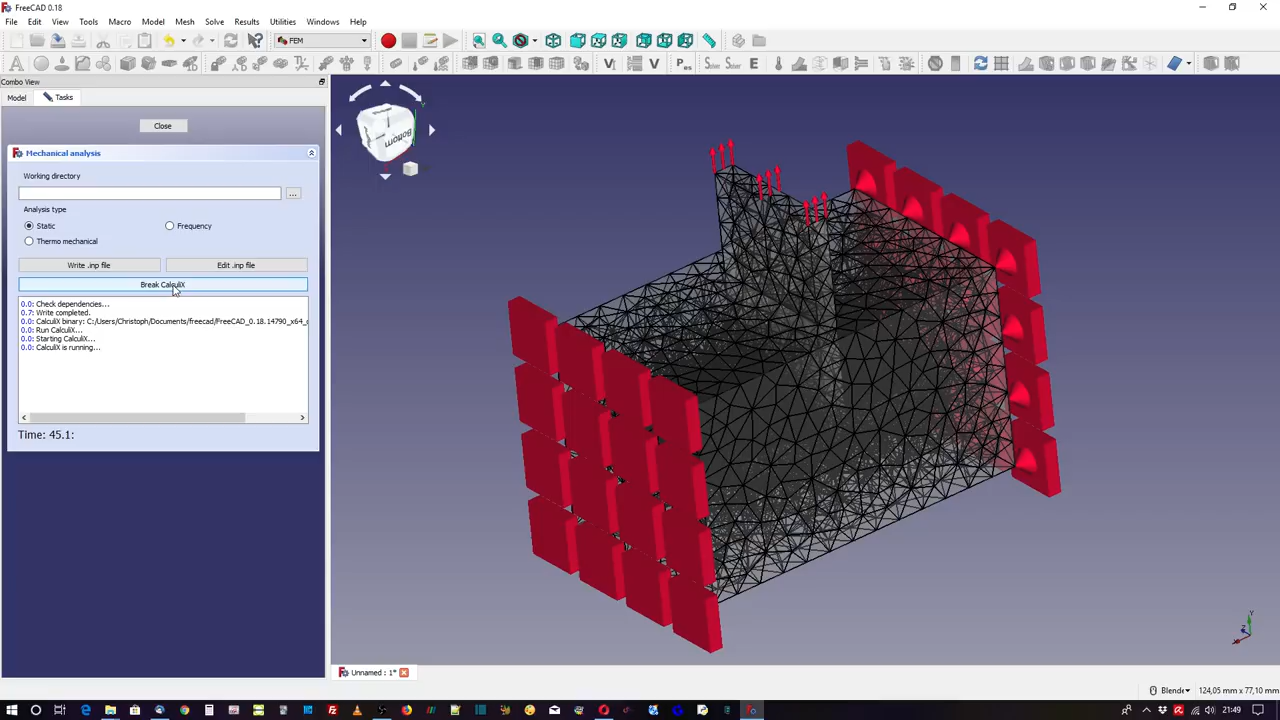 FreeCAD 0.18
File Edit View Tools Macro Model Mesh Solve Results Utilities Windows Help
FEM
Combo View
Model Tasks
Close
Mechanical analysis
Working directory
...
Analysis type
Static Frequency
Thermo mechanical
Write .inp file Edit .inp file
Break CalculiX
0.0: Check dependencies...
0.7: Write completed.
0.0: CalculiX binary: C:/Users/Christoph/Documents/freecad/FreeCAD_0.18.14790_x64_
0.0: Run CalculiX...
0.0: Starting CalculiX...
0.0: CalculiX is running...
Time: 45.1:
Bottom
Y
Z
X
Unnamed : 1*
Blender 124,05 mm x 77,10 mm
21:49